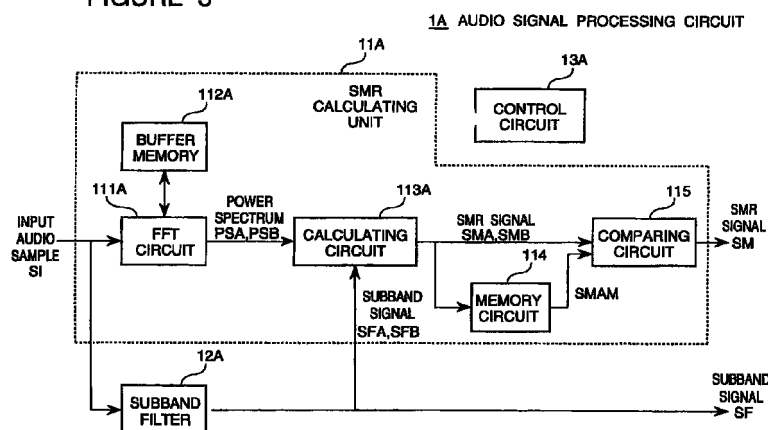 1A AUDIO SIGNAL PROCESSING CIRCUIT
11A
13A
SMR
CALCULATING
UNIT
CONTROL
CIRCUIT
112A
BUFFER
MEMORY
111A
POWER
SPECTRUM
PSA,PSB
113A
115
INPUT
AUDIO
SAMPLE
SI
FFT
CIRCUIT
CALCULATING
CIRCUIT
SMR SIGNAL
SMA,SMB
COMPARING
CIRCUIT
SMR
SIGNAL
SM
114
MEMORY
CIRCUIT
SMAM
SUBBAND
SIGNAL
SFA,SFB
12A
SUBBAND
FILTER
SUBBAND
SIGNAL
SF